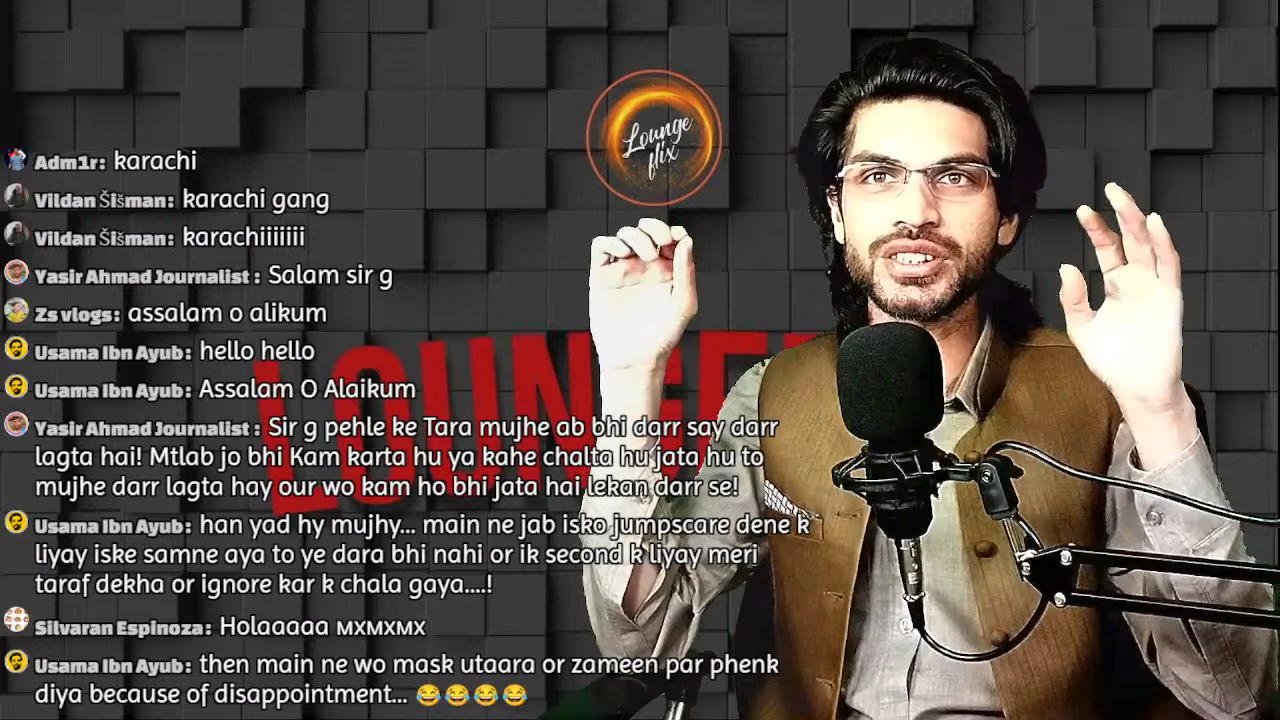 Lounge
flix
Adm1r: karachi
Vildan Šišman: karachi gang
Vildan Šišman: karachiiiiiii
Yasir Ahmad Journalist : Salam sir g
Zs vlogs: assalam o alikum
Usama Ibn Ayub: hello hello
Usama Ibn Ayub: Assalam O Alaikum
Yasir Ahmad Journalist : Sir g pehle ke Tara mujhe ab bhi darr say darr
lagta hai! Mtlab jo bhi Kam karta hu ya kahe chalta hu jata hu to
mujhe darr lagta hay our wo kam ho bhi jata hai lekan darr se!
Usama Ibn Ayub: han yad hy mujhy... main ne jab isko jumpscare dene k
liyay iske samne aya to ye dara bhi nahi or ik second k liyay meri
taraf dekha or ignore kar k chala gaya....!
Silvaran Espinoza: Holaaaaa мxмxмx
Usama Ibn Ayub: then main ne wo mask utaara or zameen par phenk
diya because of disappointment... 😂😂😂😂